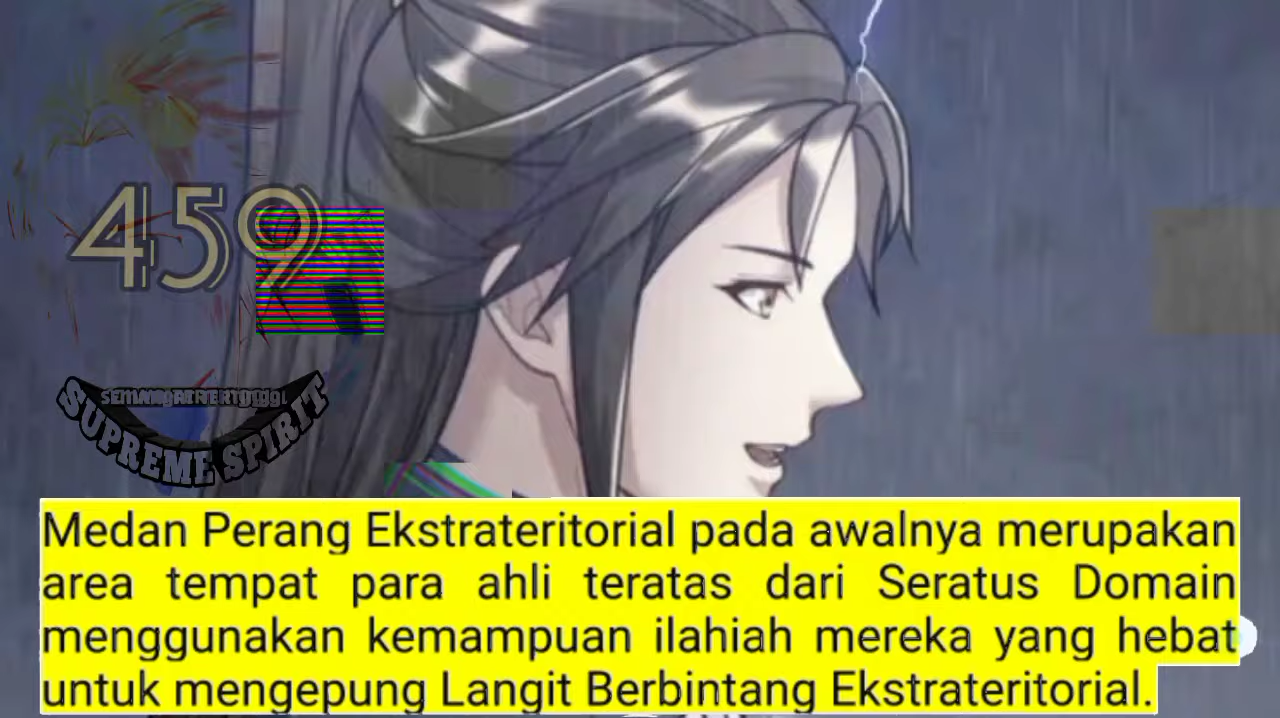 459
SUPREME SPIRIT
Medan Perang Ekstrateritorial pada awalnya merupakan
area tempat para ahli teratas dari Seratus Domain
menggunakan kemampuan ilahiah mereka yang hebat
untuk mengepung Langit Berbintang Ekstrateritorial.